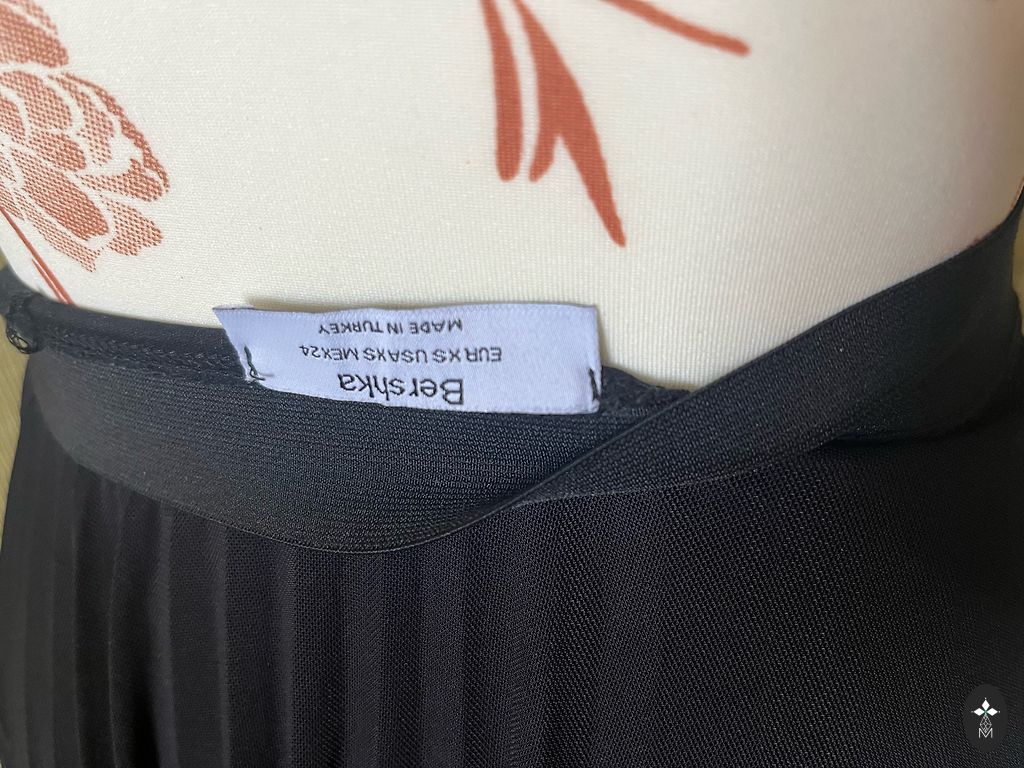 Bershka
EUR XS USA XS MEX 24
MADE IN TURKEY
M